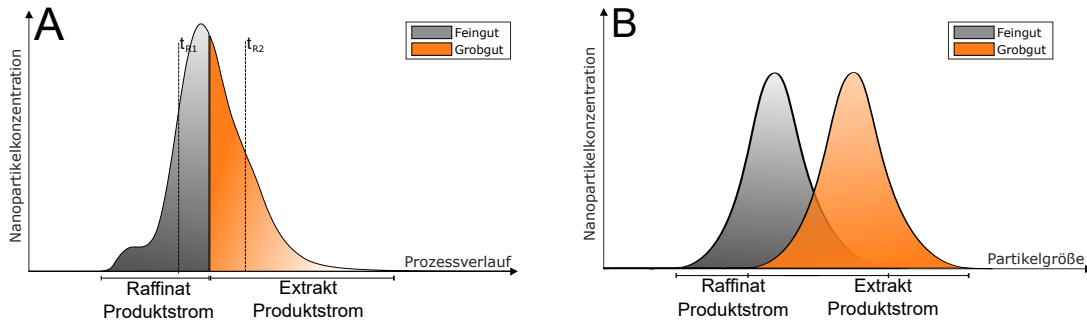 A
Nanopartikelkonzentration
tR1
tR2
Feingut
Grobgut
Prozessverlauf
Raffinat
Produktstrom
Extrakt
Produktstrom
B
Nanopartikelkonzentration
Feingut
Grobgut
Partikelgröße
Raffinat
Produktstrom
Extrakt
Produktstrom